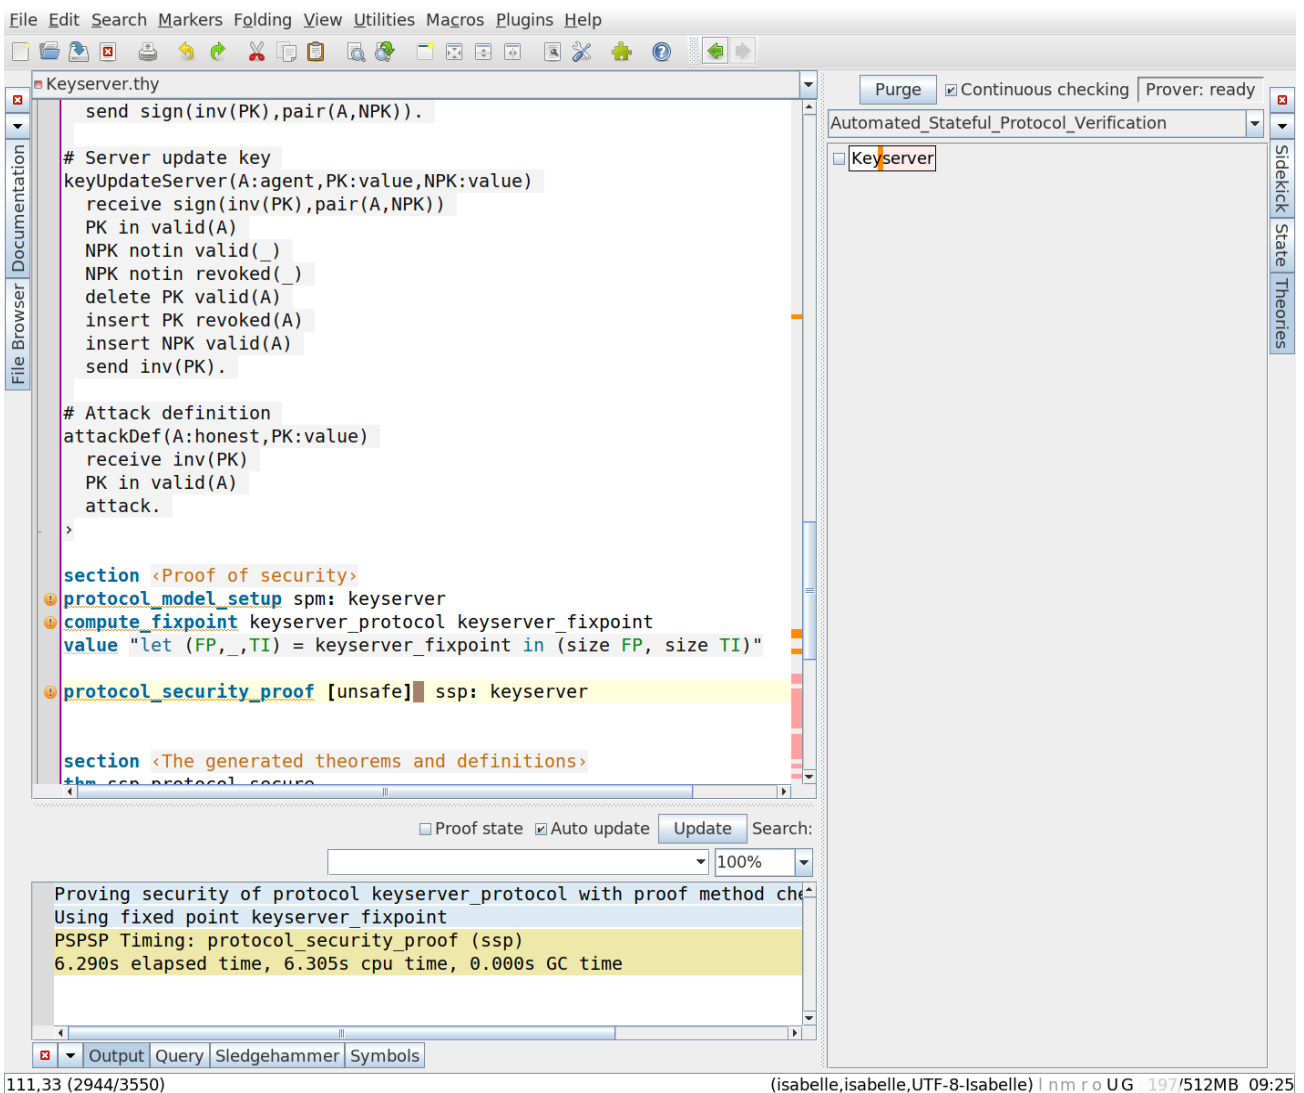 File Edit Search Markers Folding View Utilities Macros Plugins Help
Keyserver.thy
send sign(inv(PK),pair(A,NPK)).
# Server update key
keyUpdateServer(A:agent,PK:value,NPK:value)
receive sign(inv(PK),pair(A,NPK))
PK in valid(A)
NPK notin valid(_)
NPK notin revoked(_)
delete PK valid(A)
insert PK revoked(A)
insert NPK valid(A)
send inv(PK).
# Attack definition
attackDef(A:honest,PK:value)
receive inv(PK)
PK in valid(A)
attack.
›
section ‹Proof of security›
protocol_model_setup spm: keyserver
compute_fixpoint keyserver_protocol keyserver_fixpoint
value "let (FP,_,TI) = keyserver_fixpoint in (size FP, size TI)"
protocol_security_proof [unsafe] ssp: keyserver
section ‹The generated theorems and definitions›
thm ssp.protocol_secure
Proof state Auto update Update Search:
100%
Proving security of protocol keyserver_protocol with proof method che
Using fixed point keyserver_fixpoint
PSPSP Timing: protocol_security_proof (ssp)
6.290s elapsed time, 6.305s cpu time, 0.000s GC time
Output Query Sledgehammer Symbols
Documentation
File Browser
Purge Continuous checking Prover: ready
Automated_Stateful_Protocol_Verification
Keyserver
Sidekick
State
Theories
111,33 (2944/3550)
(isabelle,isabelle,UTF-8-Isabelle) l n m r o U G 197/512MB 09:25